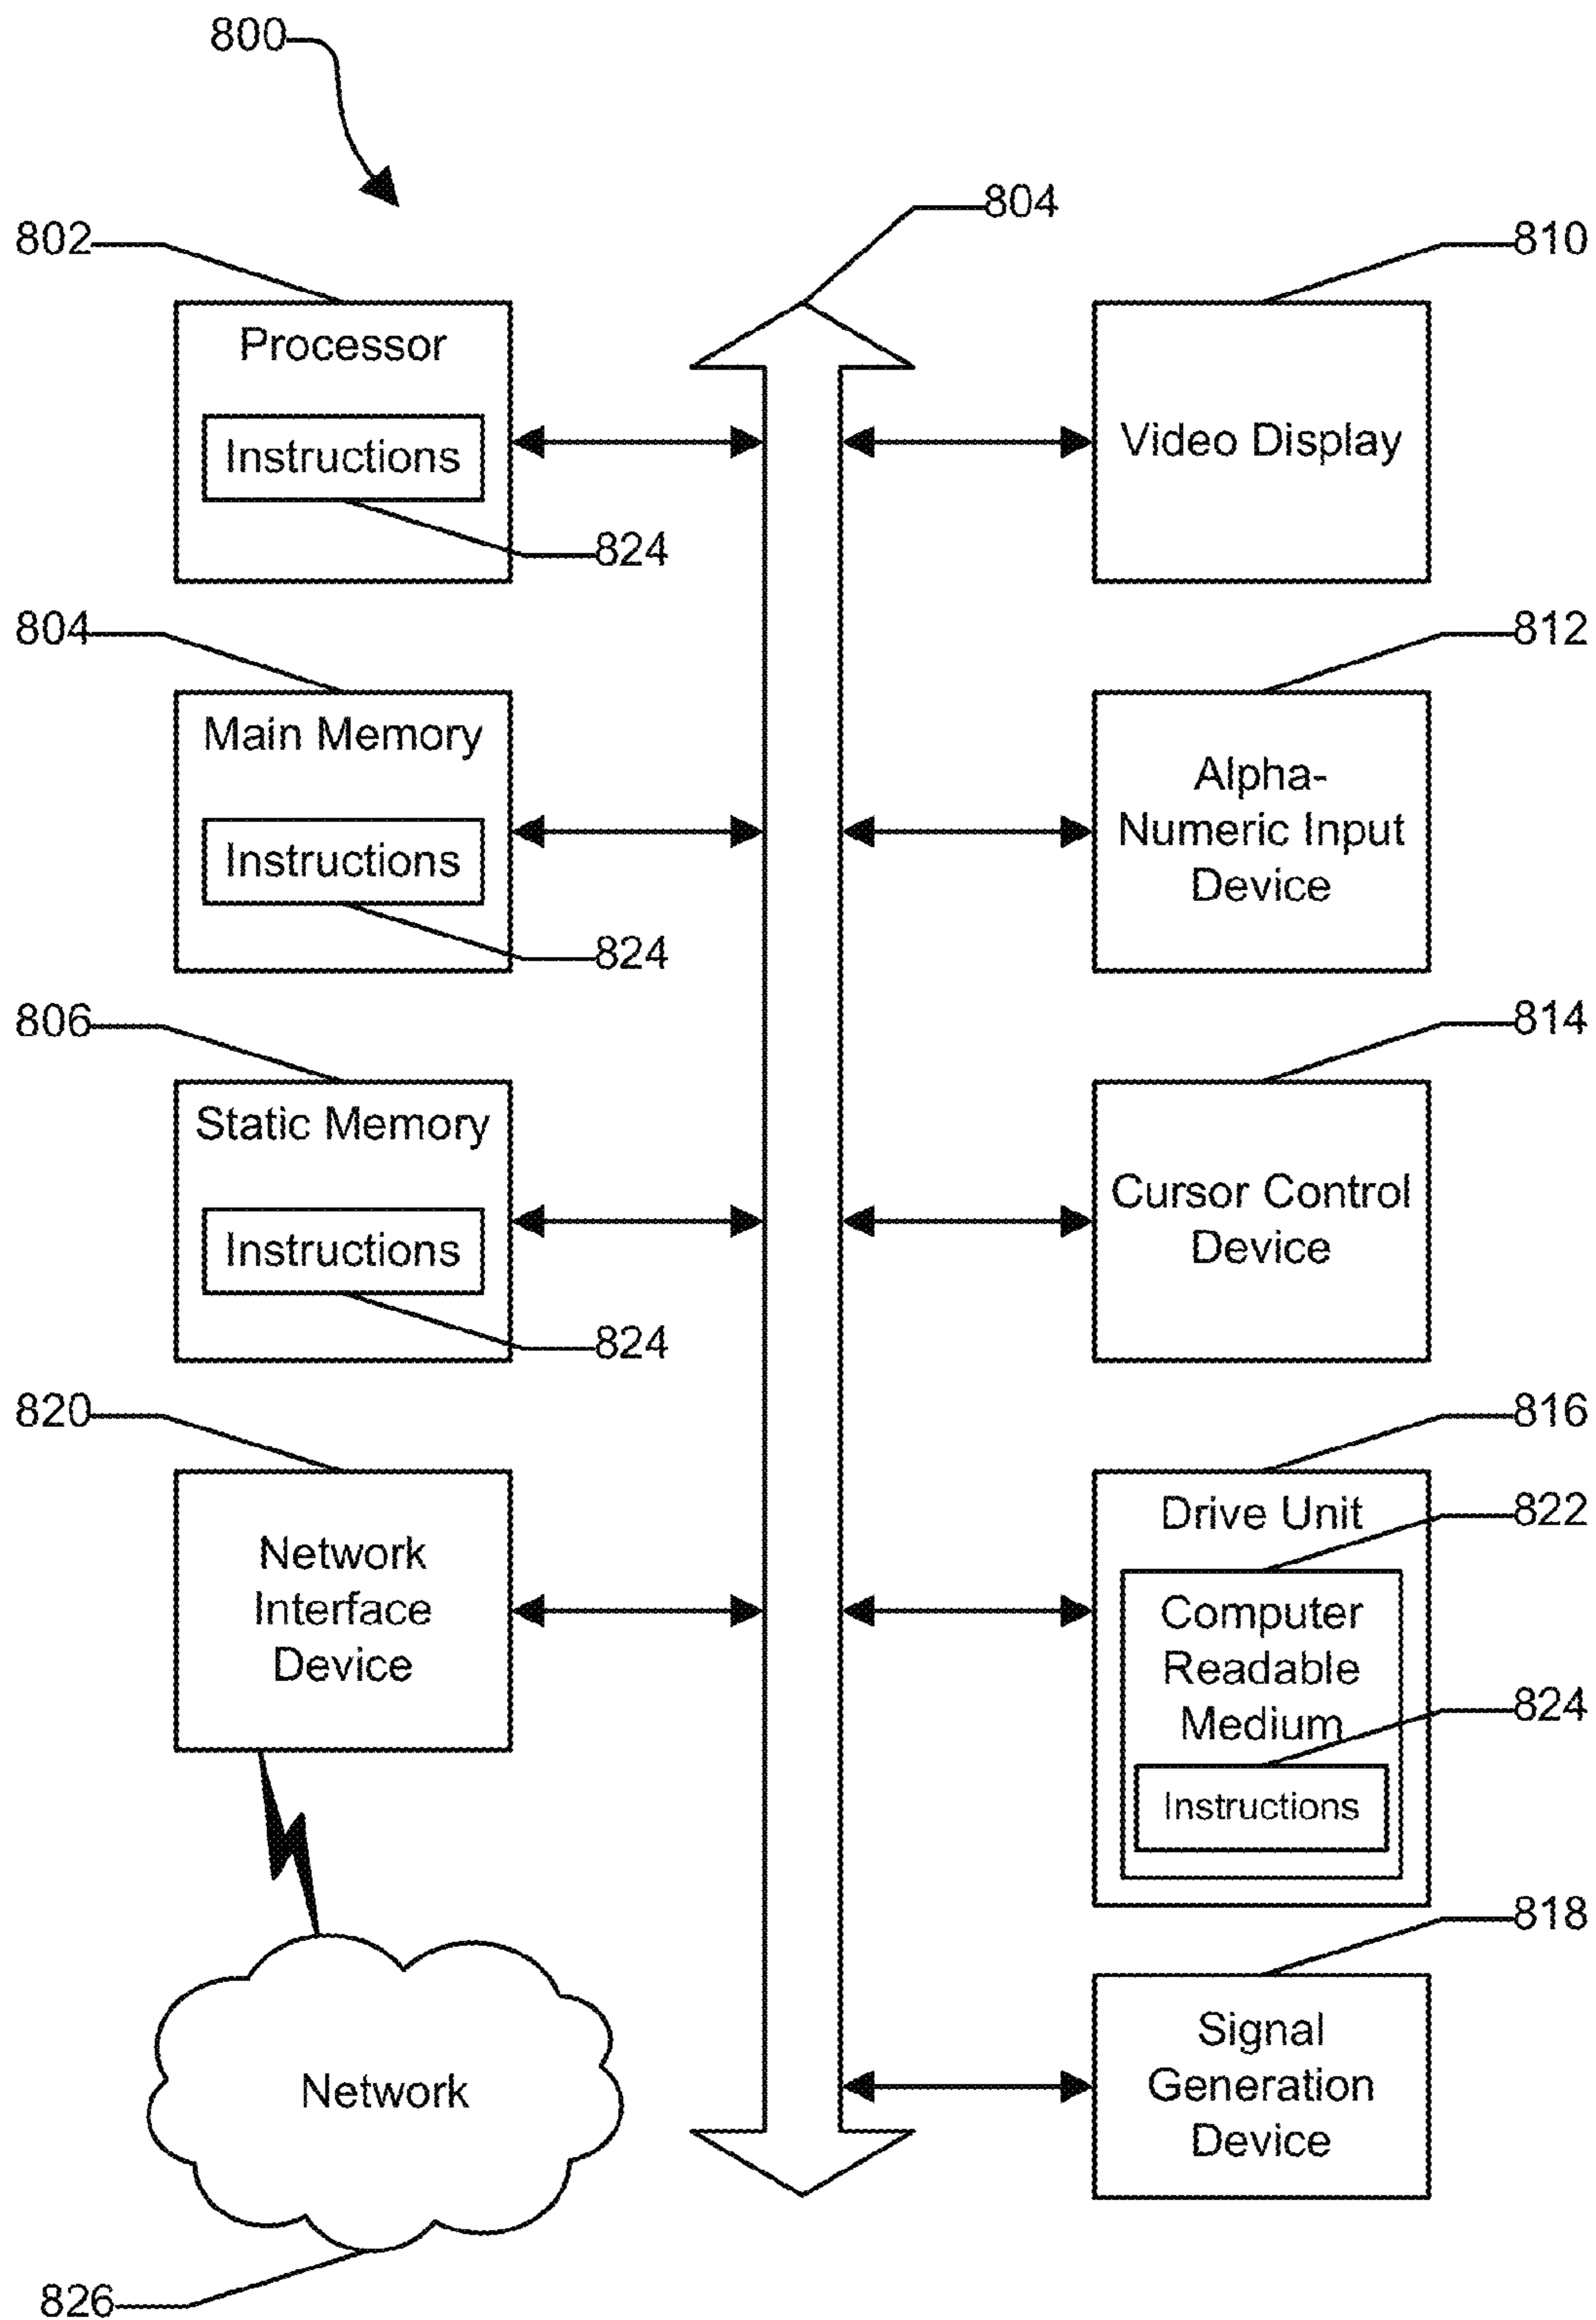 800
804
802
Processor
Instructions
824
804
Main Memory
Instructions
824
806
Static Memory
Instructions
824
820
Network
Interface
Device
Network
826
810
Video Display
812
Alpha-
Numeric Input
Device
814
Cursor Control
Device
816
Drive Unit
822
Computer
Readable
Medium
824
Instructions
818
Signal
Generation
Device